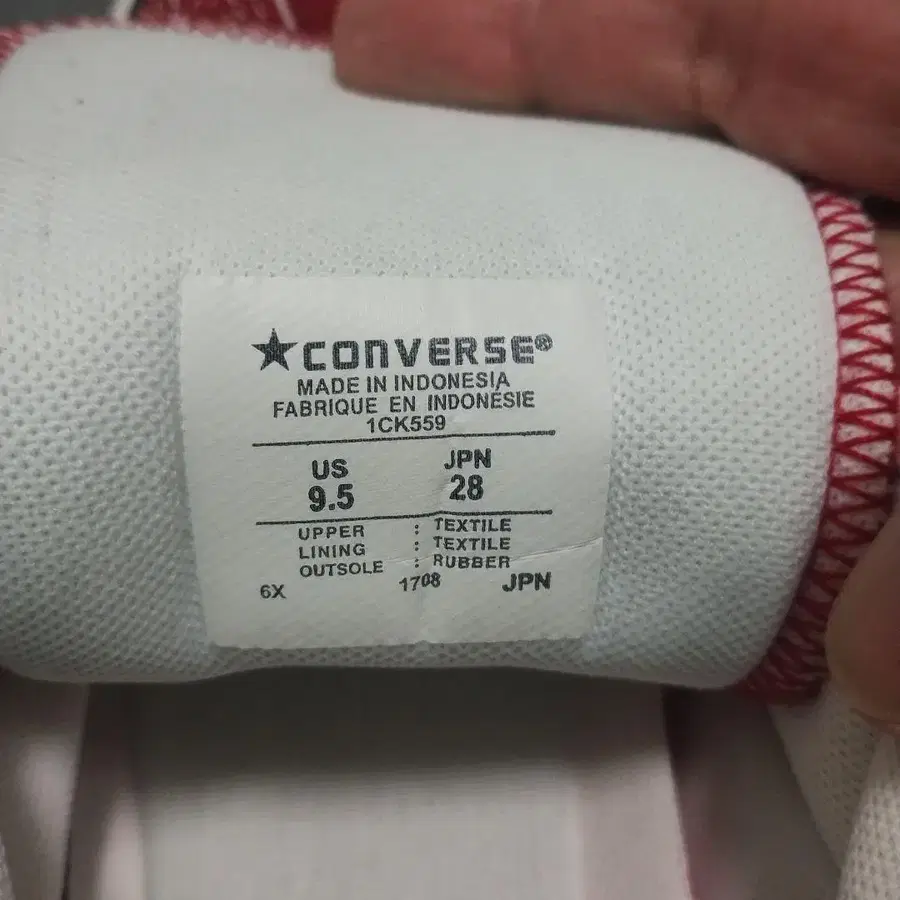 ★CONVERSE®
MADE IN INDONESIA
FABRIQUE EN INDONÉSIE
1CK559
US JPN
9.5 28
UPPER : TEXTILE
LINING : TEXTILE
OUTSOLE : RUBBER
6X 1708 JPN